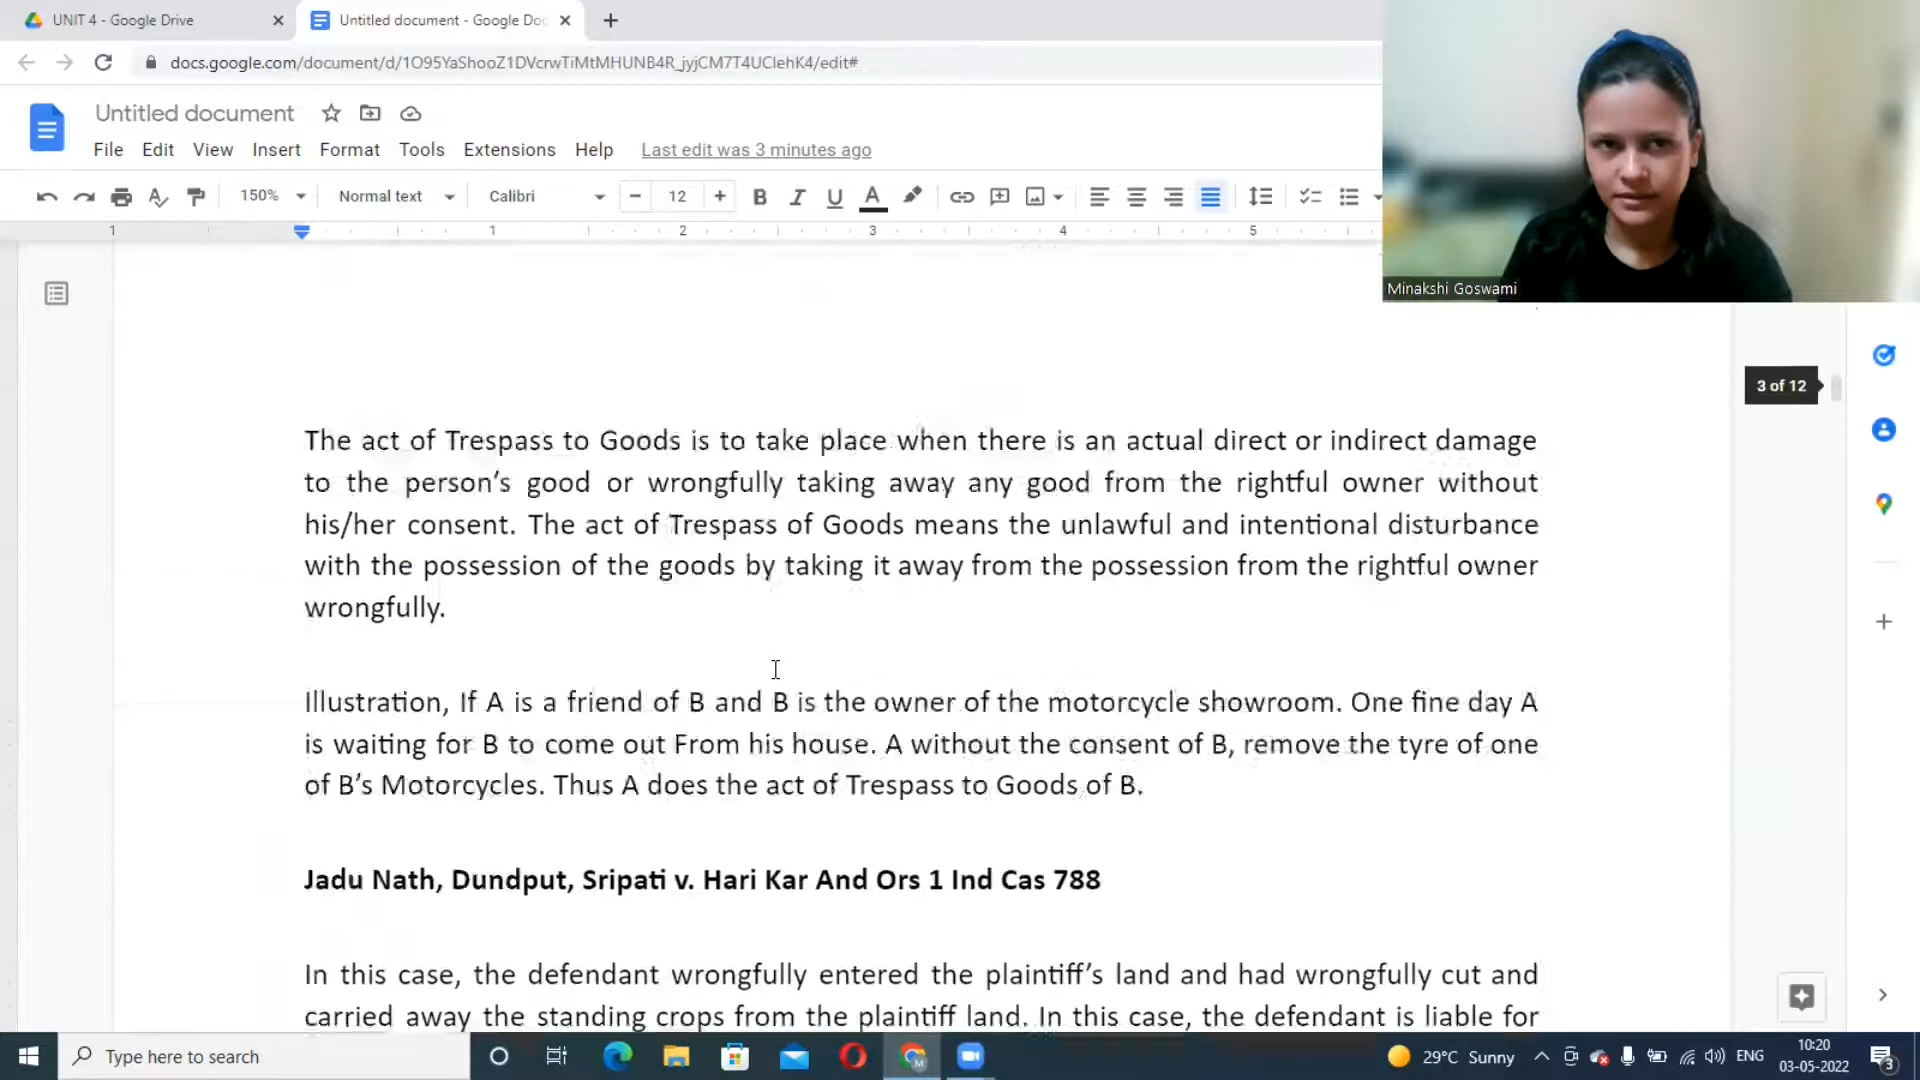 UNIT 4 - Google Drive
Untitled document - Google Doc
docs.google.com/document/d/1O95YaShooZ1DVcrwTiMtMHUNB4R_jyjCM7T4UClehK4/edit#
Untitled document
File Edit View Insert Format Tools Extensions Help Last edit was 3 minutes ago
150% Normal text Calibri 12
1 1 2 3 4 5
Minakshi Goswami
3 of 12
The act of Trespass to Goods is to take place when there is an actual direct or indirect damage
to the person's good or wrongfully taking away any good from the rightful owner without
his/her consent. The act of Trespass of Goods means the unlawful and intentional disturbance
with the possession of the goods by taking it away from the possession from the rightful owner
wrongfully.
Illustration, If A is a friend of B and B is the owner of the motorcycle showroom. One fine day A
is waiting for B to come out From his house. A without the consent of B, remove the tyre of one
of B's Motorcycles. Thus A does the act of Trespass to Goods of B.
Jadu Nath, Dundput, Sripati v. Hari Kar And Ors 1 Ind Cas 788
In this case, the defendant wrongfully entered the plaintiff's land and had wrongfully cut and
carried away the standing crops from the plaintiff land. In this case, the defendant is liable for
Type here to search
29°C Sunny
ENG
10:20
03-05-2022
3